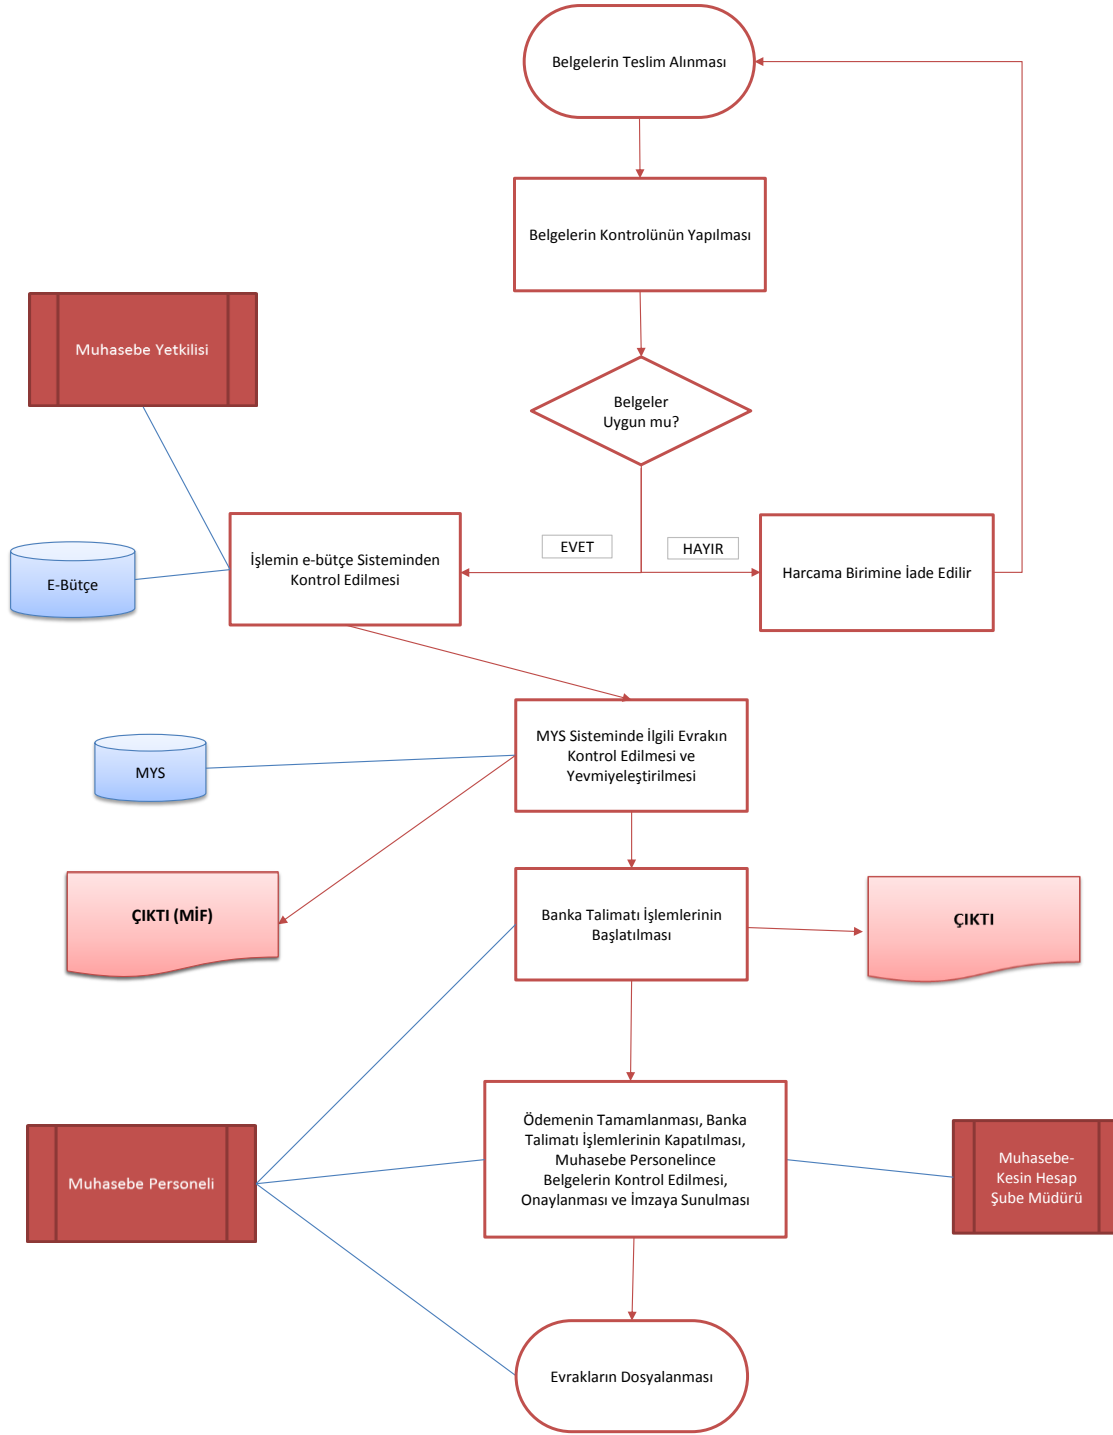 Belgelerin Teslim Alınması
Belgelerin Kontrolünün Yapılması
Muhasebe Yetkilisi
Belgeler
Uygun mu?
EVET
HAYIR
E-Bütçe
İşlemin e-bütçe Sisteminden
Kontrol Edilmesi
Harcama Birimine İade Edilir
MYS
MYS Sisteminde İlgili Evrakın
Kontrol Edilmesi ve
Yevmiyeleştirilmesi
ÇIKTI (MİF)
Banka Talimatı İşlemlerinin
Başlatılması
ÇIKTI
Muhasebe Personeli
Ödemenin Tamamlanması, Banka
Talimatı İşlemlerinin Kapatılması,
Muhasebe Personelince
Belgelerin Kontrol Edilmesi,
Onaylanması ve İmzaya Sunulması
Muhasebe-
Kesin Hesap
Şube Müdürü
Evrakların Dosyalanması